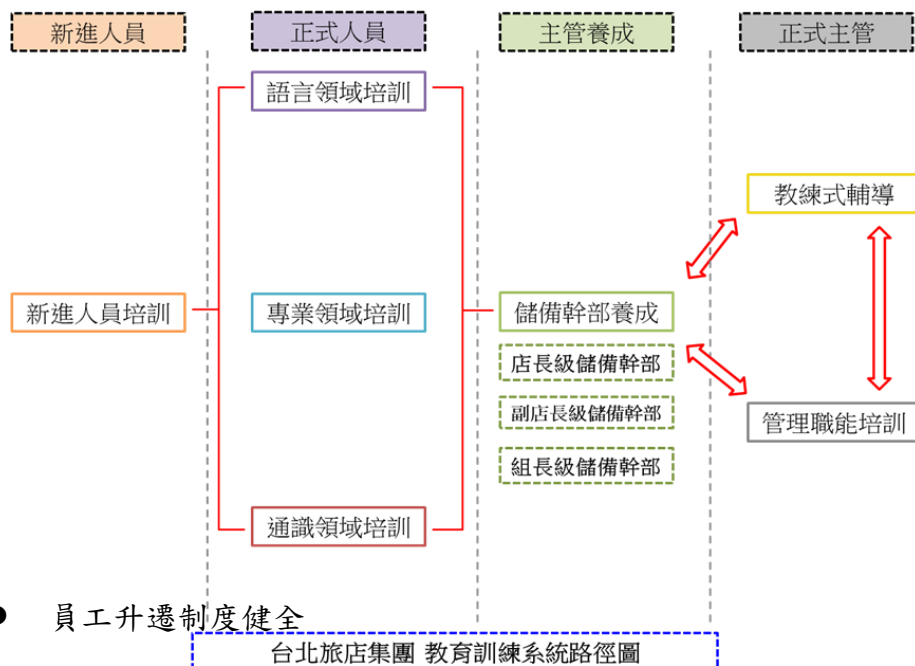 新進人員
正式人員
主管養成
正式主管
語言領域培訓
教練式輔導
新進人員培訓
專業領域培訓
儲備幹部養成
店長級儲備幹部
副店長級儲備幹部
管理職能培訓
組長級儲備幹部
通識領域培訓
● 員工升遷制度健全
台北旅店集團 教育訓練系統路徑圖